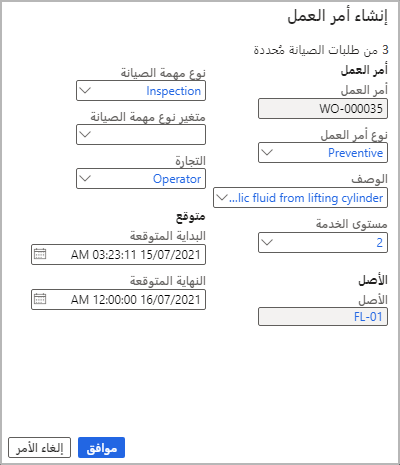 إنشاء أمر العمل
3 من طلبات الصيانة مُحددة
أمر العمل
أمر العمل
WO-000035
نوع أمر العمل
Preventive
الوصف
...lic fluid from lifting cylinder
مستوى الخدمة
2
الأصل
الأصل
FL-01
نوع مهمة الصيانة
Inspection
متغير نوع مهمة الصيانة
التجارة
Operator
متوقع
البداية المتوقعة
15/07/2021 03:23:11 AM
النهاية المتوقعة
16/07/2021 12:00:00 AM
موافق
إلغاء الأمر